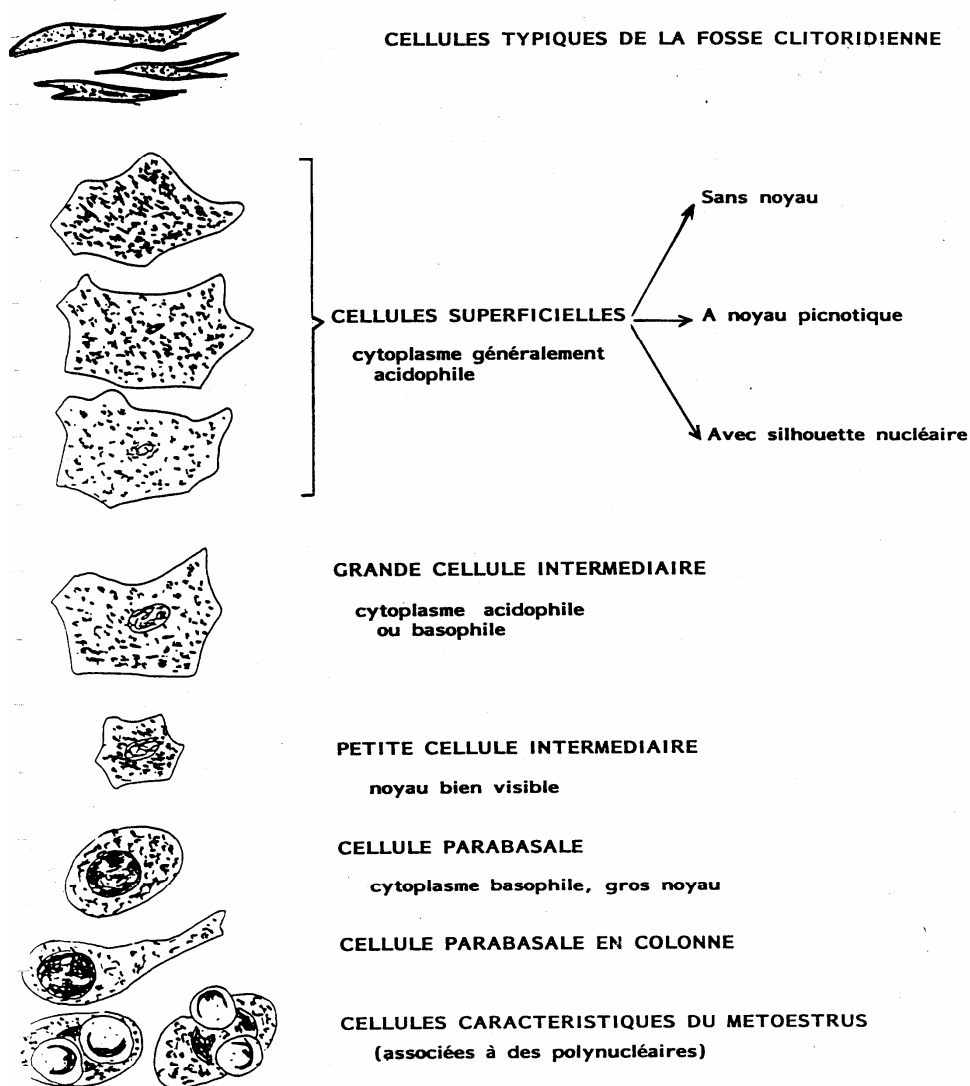 CELLULES TYPIQUES DE LA FOSSE CLITORIDIENNE
Sans noyau
CELLULES SUPERFICIELLES
A noyau picnotique
cytoplasme généralement
acidophile
Avec silhouette nucléaire
GRANDE CELLULE INTERMEDIAIRE
cytoplasme acidophile
ou basophile
PETITE CELLULE INTERMEDIAIRE
noyau bien visible
CELLULE PARABASALE
cytoplasme basophile, gros noyau
CELLULE PARABASALE EN COLONNE
CELLULES CARACTERISTIQUES DU METOESTRUS
(associées à des polynucléaires)